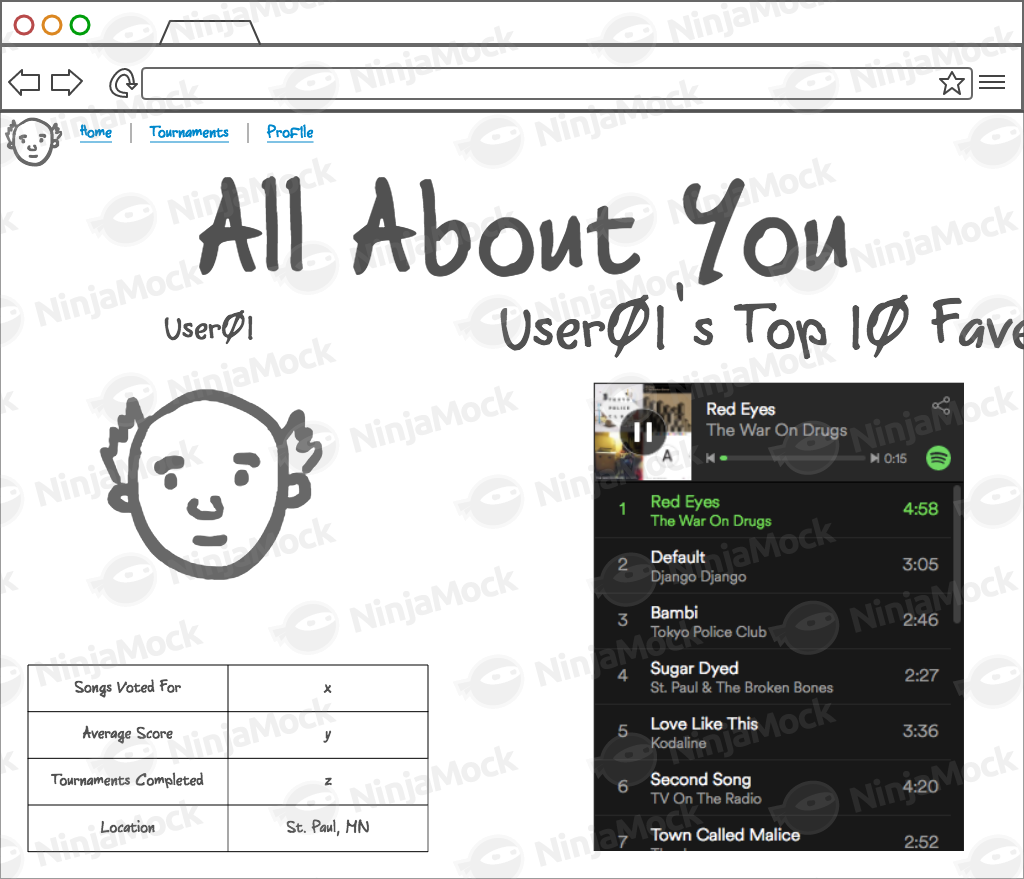 Home | Tournaments | Profile
All About You
User01
User01's Top 10 Fave
Red Eyes
The War On Drugs
0:15
A
1 Red Eyes 4:58
The War On Drugs
2 Default 3:05
Django Django
3 Bambi 2:46
Tokyo Police Club
4 Sugar Dyed 2:27
St. Paul & The Broken Bones
5 Love Like This 3:36
Kodaline
6 Second Song 4:20
TV On The Radio
7 Town Called Malice 2:52
Songs Voted For x
Average Score y
Tournaments Completed z
Location St. Paul, MN
NinjaMock